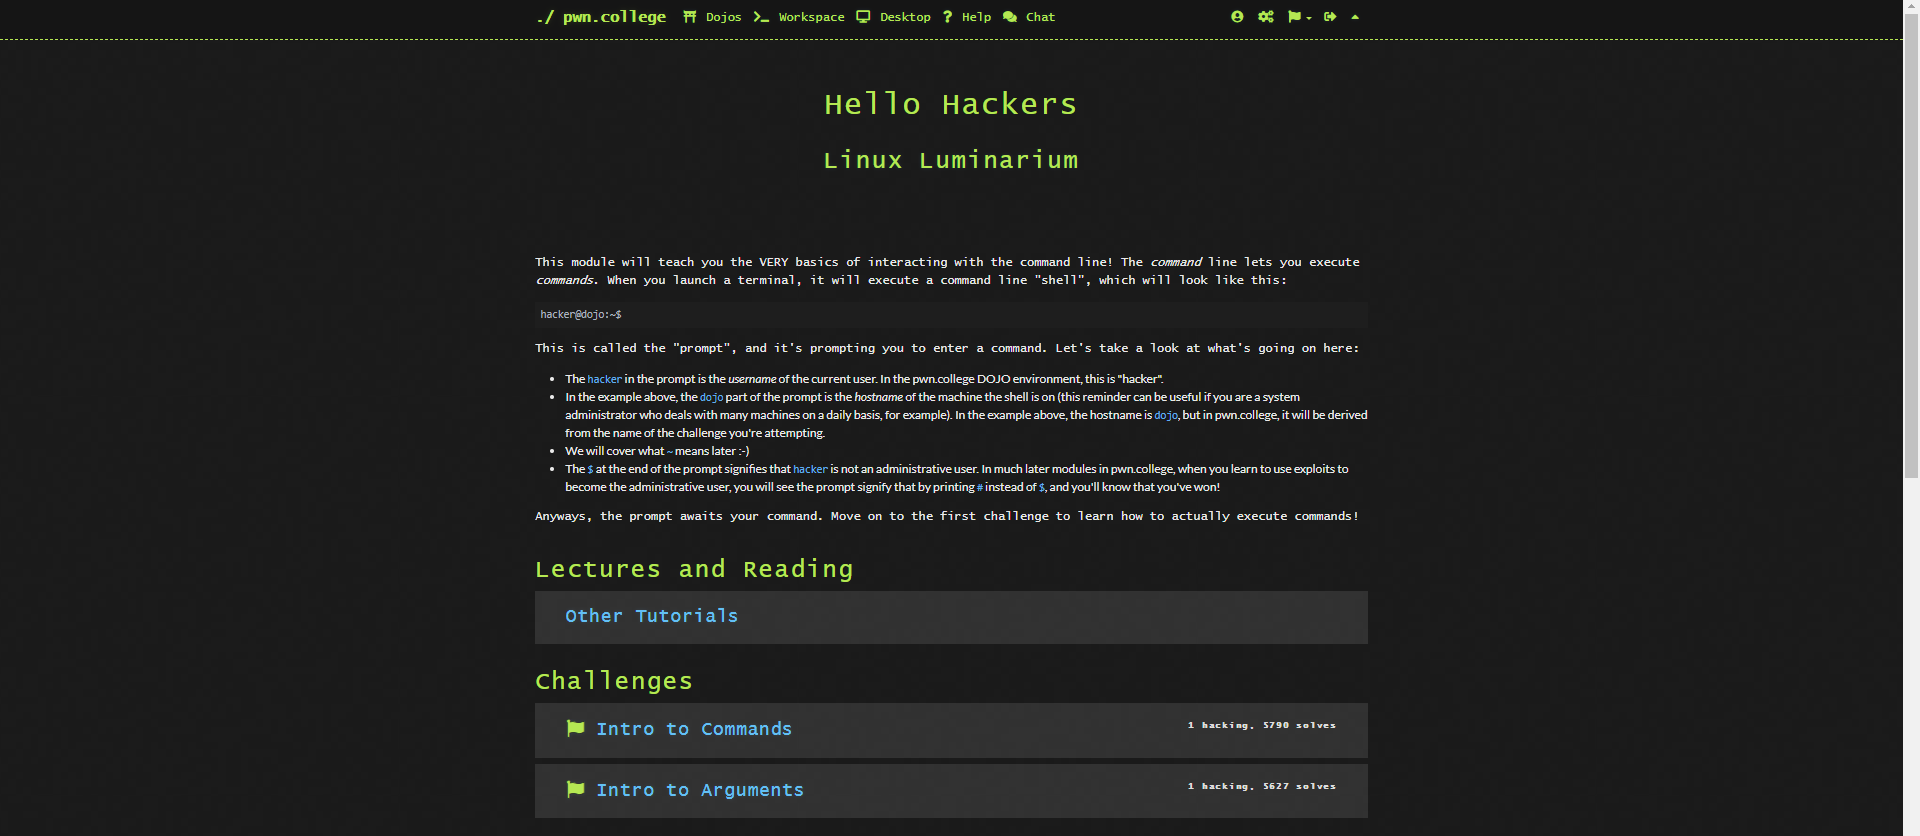 ./ pwn.college Dojos Workspace Desktop Help Chat
Hello Hackers
Linux Luminarium
This module will teach you the VERY basics of interacting with the command line! The command line lets you execute
commands. When you launch a terminal, it will execute a command line "shell", which will look like this:
hacker@dojo:~$
This is called the "prompt", and it's prompting you to enter a command. Let's take a look at what's going on here:
• The hacker in the prompt is the username of the current user. In the pwn.college DOJO environment, this is "hacker".
• In the example above, the dojo part of the prompt is the hostname of the machine the shell is on (this reminder can be useful if you are a system
administrator who deals with many machines on a daily basis, for example). In the example above, the hostname is dojo, but in pwn.college, it will be derived
from the name of the challenge you're attempting.
• We will cover what ~ means later :-)
• The $ at the end of the prompt signifies that hacker is not an administrative user. In much later modules in pwn.college, when you learn to use exploits to
become the administrative user, you will see the prompt signify that by printing # instead of $, and you'll know that you've won!
Anyways, the prompt awaits your command. Move on to the first challenge to learn how to actually execute commands!
Lectures and Reading
Other Tutorials
Challenges
Intro to Commands 1 hacking, 5790 solves
Intro to Arguments 1 hacking, 5627 solves